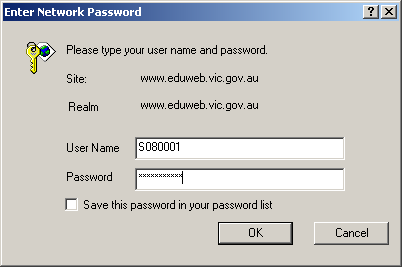 Enter Network Password
Please type your user name and password.
Site: www.eduweb.vic.gov.au
Realm www.eduweb.vic.gov.au
User Name S080001
Password xxxxxxxxxxx
Save this password in your password list
OK Cancel